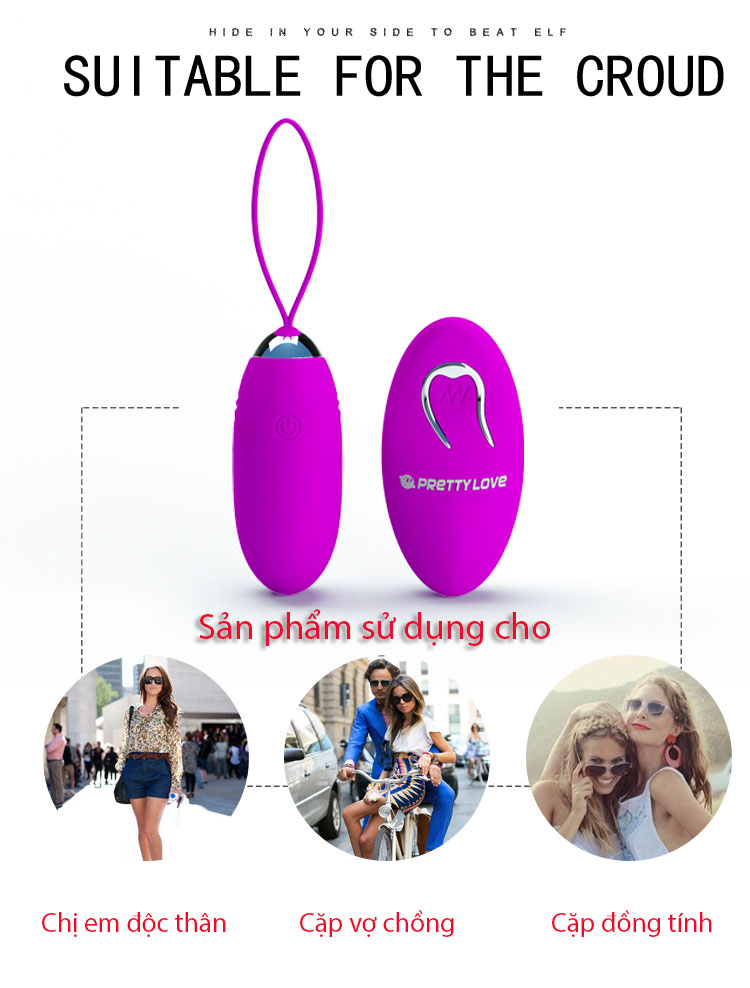 HIDE IN YOUR SIDE TO BEAT ELF
SUITABLE FOR THE CROUD
PRETTY LOVE
Sản phẩm sử dụng cho
Chị em độc thân
Cặp vợ chồng
Cặp đồng tính